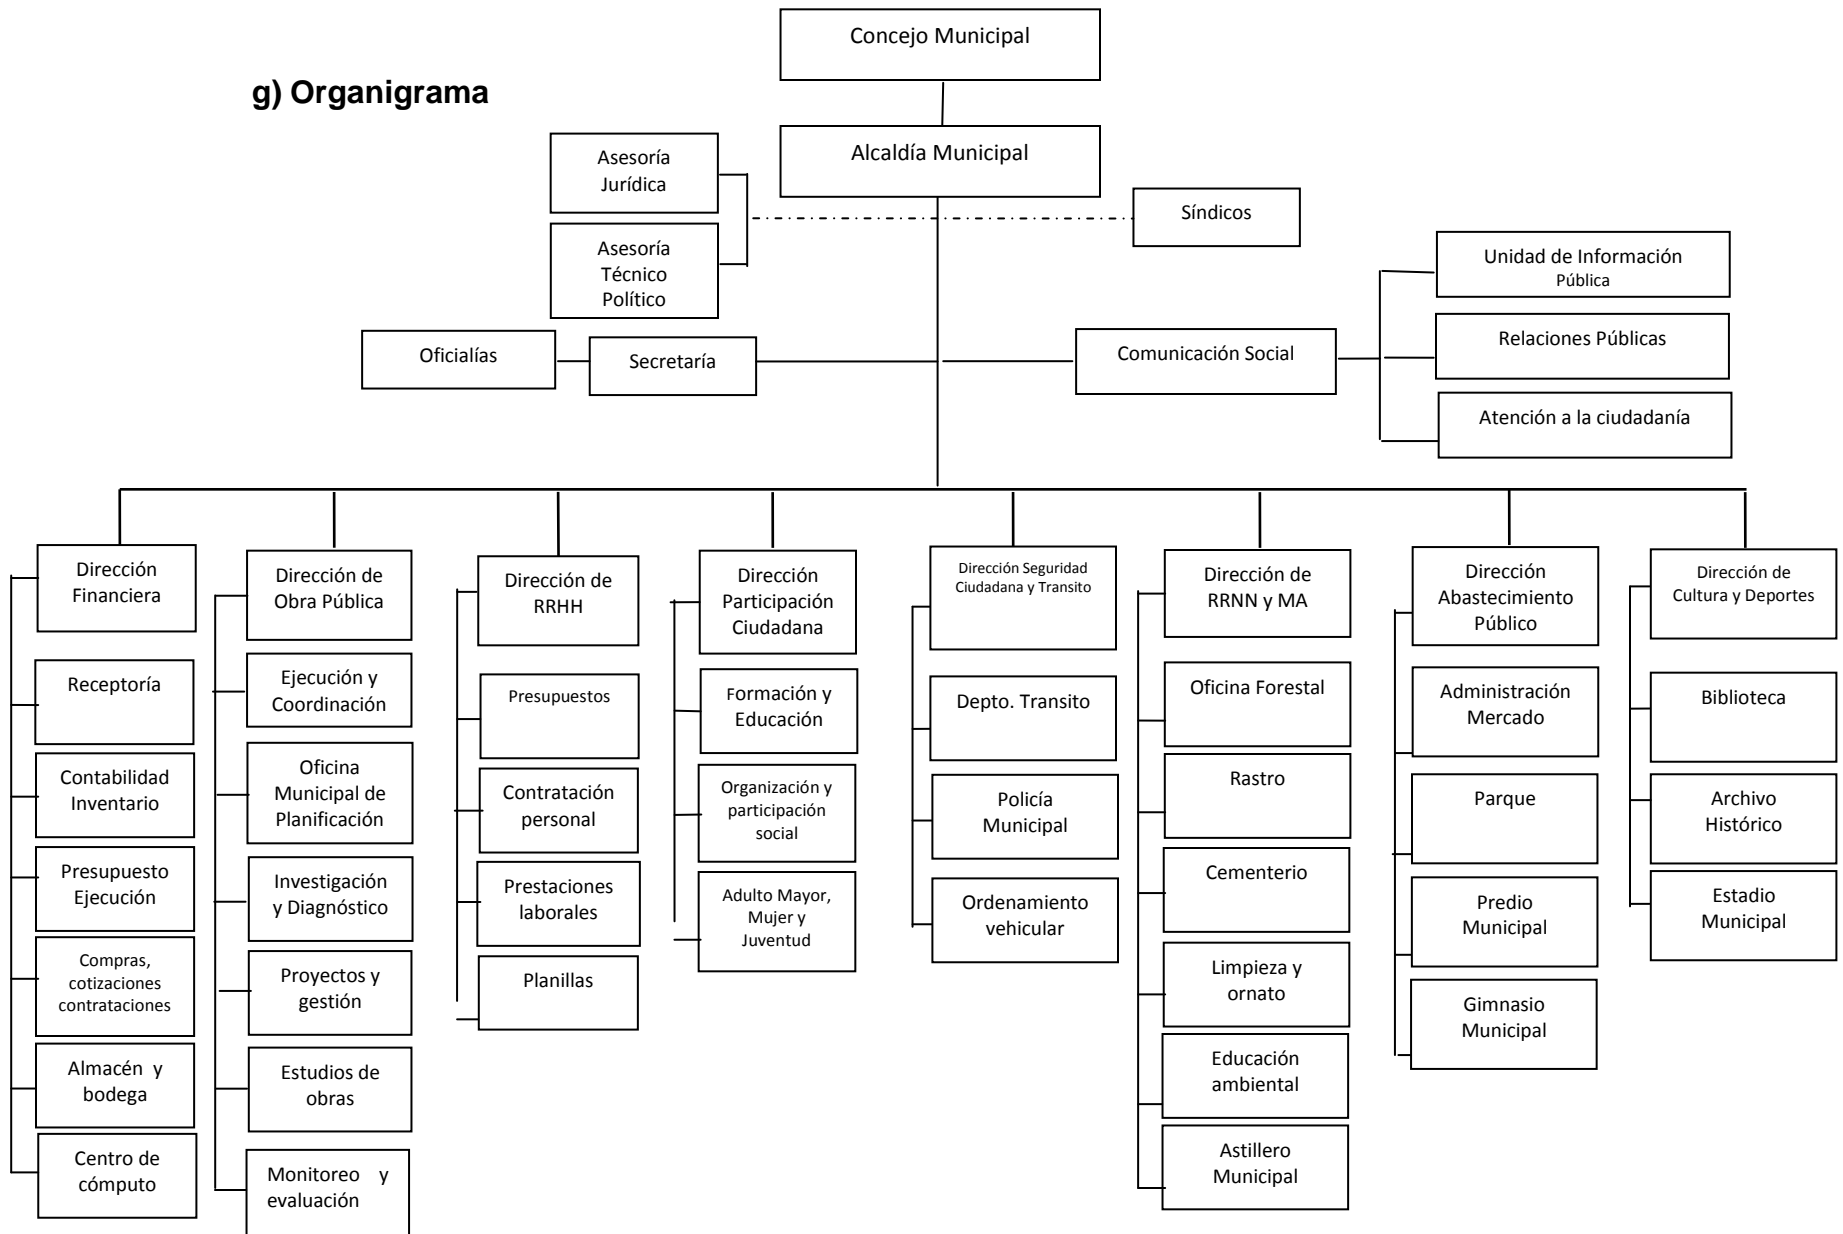 Concejo Municipal
g) Organigrama
Alcaldía Municipal
Asesoría
Jurídica
Síndicos
Asesoría
Técnico
Político
Unidad de Información
Pública
Oficialías
Secretaría
Comunicación Social
Relaciones Públicas
Atención a la ciudadanía
Dirección
Financiera
Receptoría
Contabilidad
Inventario
Presupuesto
Ejecución
Compras,
cotizaciones
contrataciones
Almacén y
bodega
Centro de
cómputo
Dirección de
Obra Pública
Ejecución y
Coordinación
Oficina
Municipal de
Planificación
Investigación
y Diagnóstico
Proyectos y
gestión
Estudios de
obras
Monitoreo y
evaluación
Dirección de
RRHH
Presupuestos
Contratación
personal
Prestaciones
laborales
Planillas
Dirección
Participación
Ciudadana
Formación y
Educación
Organización y
participación
social
Adulto Mayor,
Mujer y
Juventud
Dirección Seguridad
Ciudadana y Transito
Depto. Transito
Policía
Municipal
Ordenamiento
vehicular
Dirección de
RRNN y MA
Oficina Forestal
Rastro
Cementerio
Limpieza y
ornato
Educación
ambiental
Astillero
Municipal
Dirección
Abastecimiento
Público
Administración
Mercado
Parque
Predio
Municipal
Gimnasio
Municipal
Dirección de
Cultura y Deportes
Biblioteca
Archivo
Histórico
Estadio
Municipal